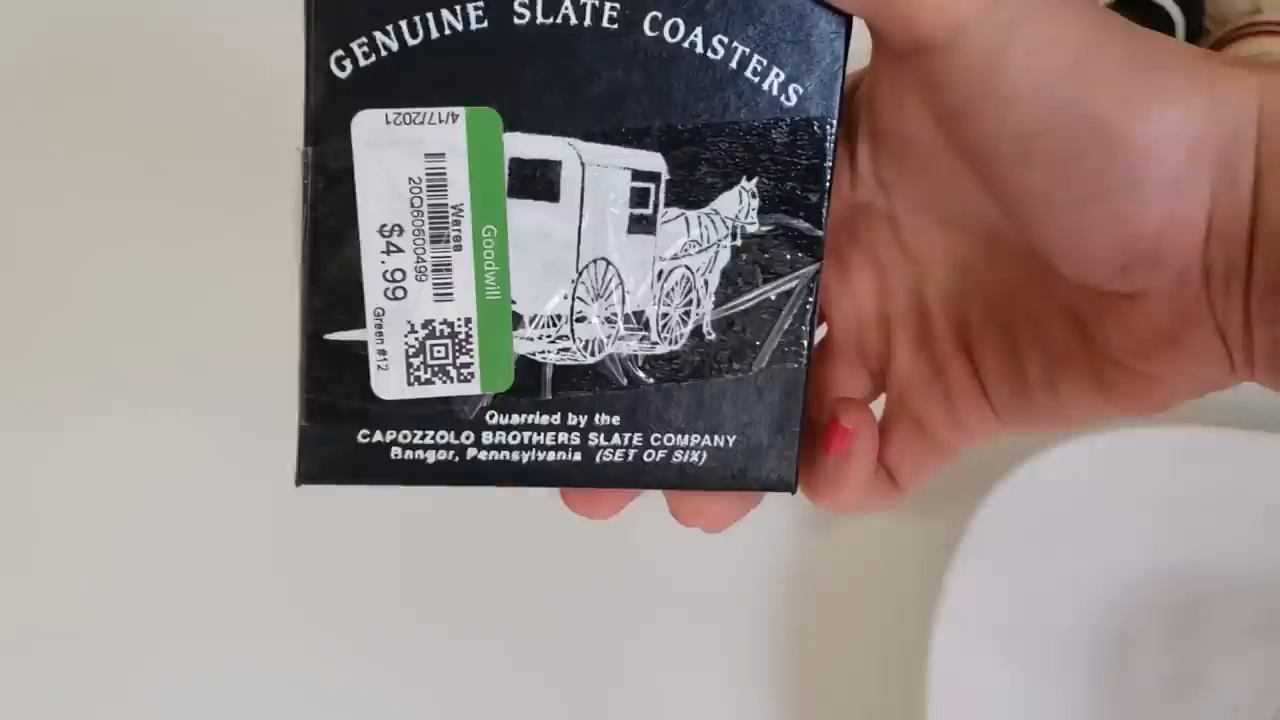 GENUINE SLATE COASTERS
4/17/2021
Goodwill
Wares
20Q60600499
$4.99
Green #12
Quarried by the
CAPOZZOLO BROTHERS SLATE COMPANY
Bangor, Pennsylvania (SET OF SIX)